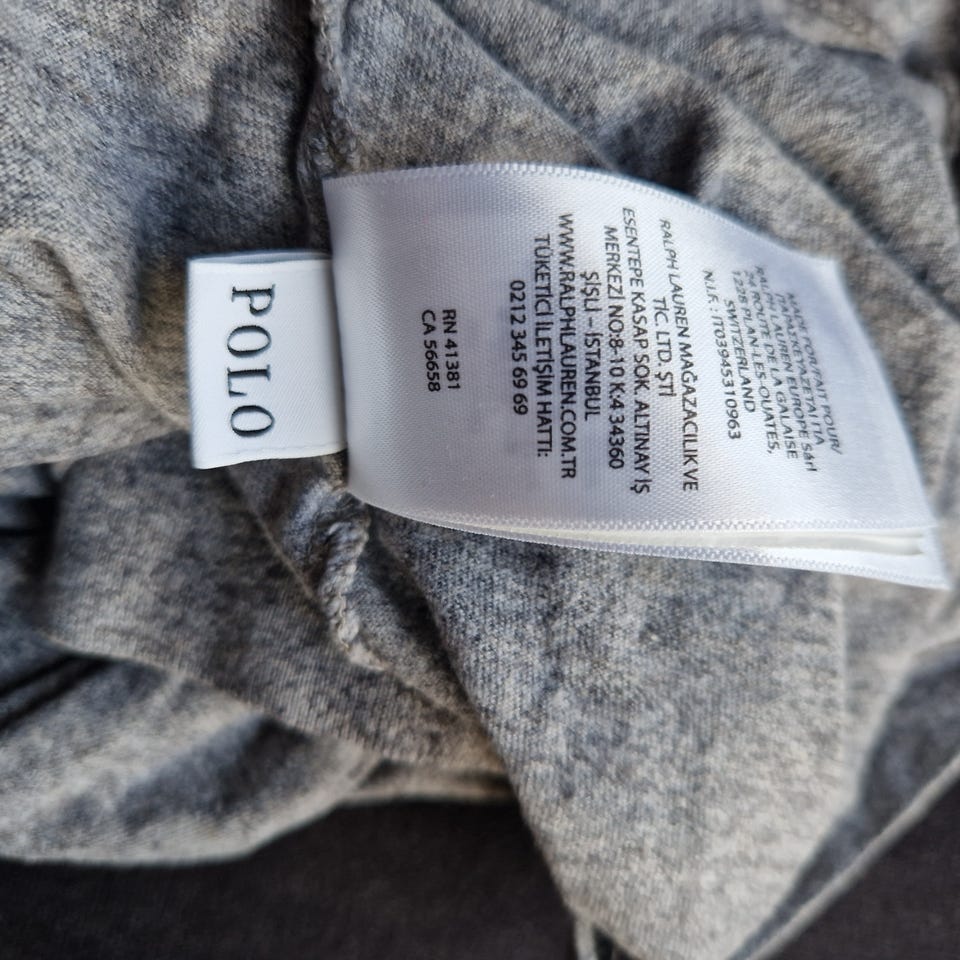 POLO
MADE FOR/FAIT POUR/
RALPH LAUREN EUROPE Sàrl
24 ROUTE DE LA GALAISE
1228 PLAN-LES-OUATES,
SWITZERLAND
N.I.F. : IT03945310963
RALPH LAUREN MAĞAZACILIK VE
TİC. LTD. ŞTİ
ESENTEPE KASAP SOK. ALTINAY İŞ
MERKEZİ NO:8-10 K:4 34360
ŞİŞLİ – ISTANBUL
WWW.RALPHLAUREN.COM.TR
TÜKETİCİ İLETİŞİM HATTI:
0212 345 69 69
RN 41381
CA 56658